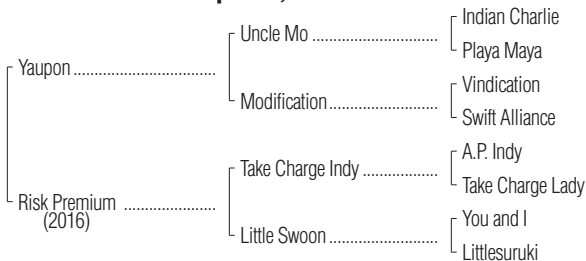 Indian Charlie
Uncle Mo
Playa Maya
Yaupon
Vindication
Modification
Swift Alliance
A.P. Indy
Take Charge Indy
Take Charge Lady
Risk Premium
(2016)
You and I
Little Swoon
Littlesuruki